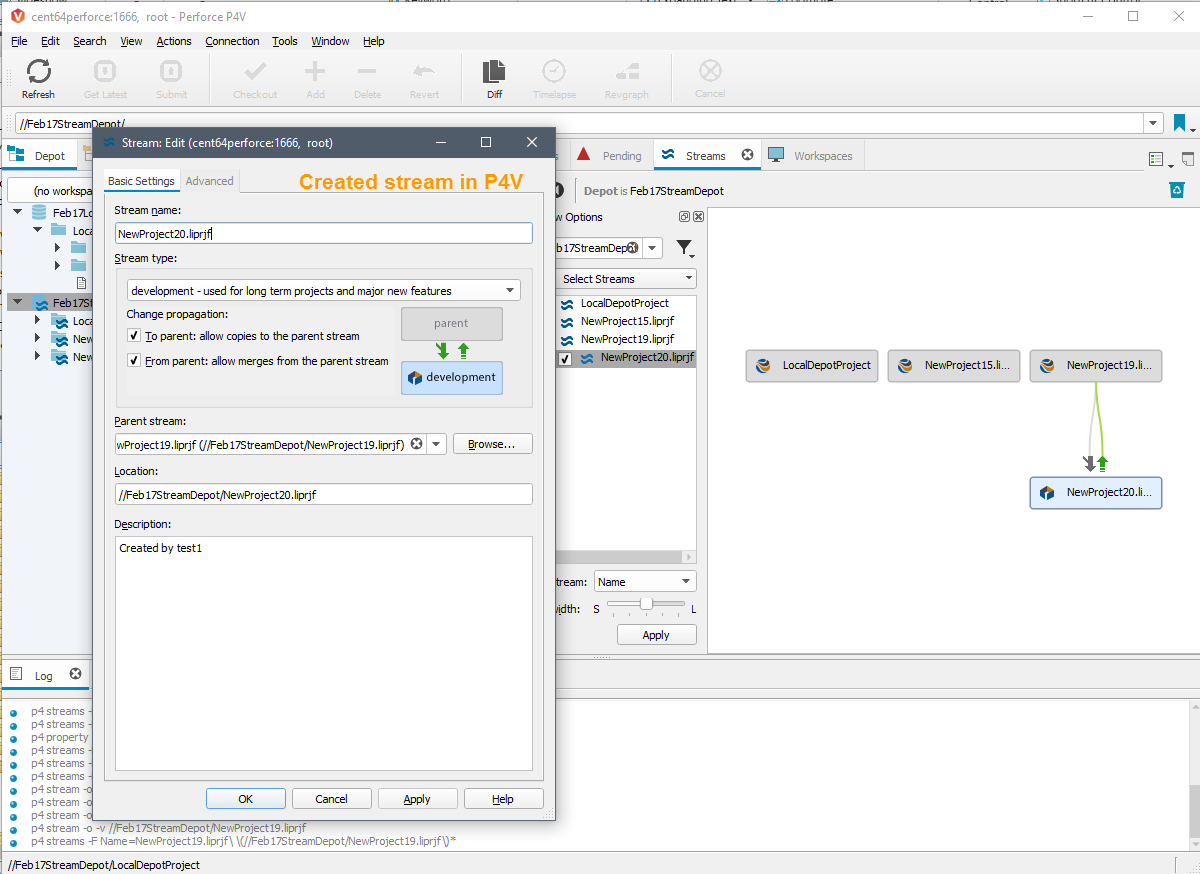 cent64perforce:1666, root - Perforce P4V
File Edit Search View Actions Connection Tools Window Help
Refresh Get Latest Submit Checkout Add Delete Revert Diff Timelapse Revgraph Cancel
//Feb17StreamDepot/
Stream: Edit (cent64perforce:1666, root)
Depot
Pending
Streams
Workspaces
(no workspa
Depot is Feb17StreamDepot
Basic Settings Advanced
Created stream in P4V
Feb17Lo
Loca
Feb17St
Loca
New
New
Stream name:
NewProject20.liprjf
Stream type:
development - used for long term projects and major new features
Change propagation:
To parent: allow copies to the parent stream
From parent: allow merges from the parent stream
parent
development
Parent stream:
wProject19.liprjf (//Feb17StreamDepot/NewProject19.liprjf)
Browse...
Location:
//Feb17StreamDepot/NewProject20.liprjf
Description:
Created by test1
OK Cancel Apply Help
w Options
b17StreamDepot
Select Streams
LocalDepotProject
NewProject15.liprjf
NewProject19.liprjf
NewProject20.liprjf
tream: Name
idth: S L
Apply
LocalDepotProject NewProject15.li... NewProject19.li...
NewProject20.li...
Log
p4 streams -
p4 streams -
p4 property
p4 streams -
p4 streams -
p4 streams -
p4 stream -o
p4 stream -o
p4 stream -o
p4 stream -o -v //Feb17StreamDepot/NewProject19.liprjf
p4 streams -F Name=NewProject19.liprjf\ \(//Feb17StreamDepot/NewProject19.liprjf\)*
//Feb17StreamDepot/LocalDepotProject